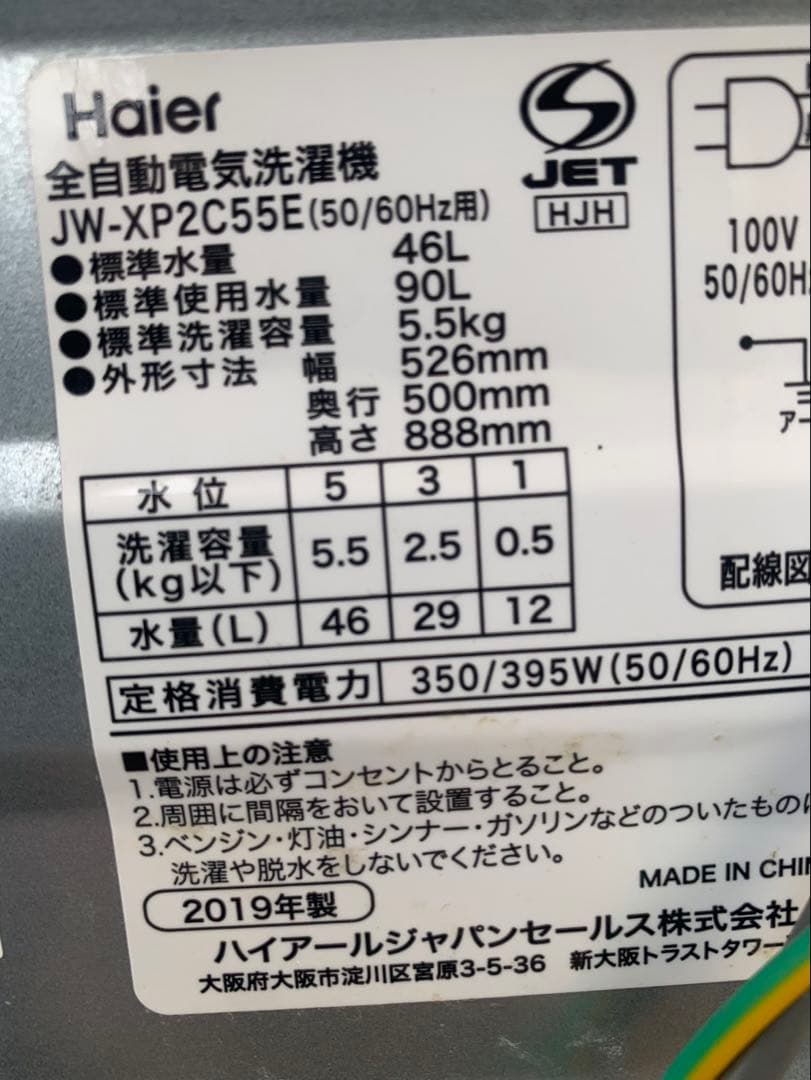 Haier
JET
HJH
全自動電気洗濯機
JW-XP2C55E(50/60Hz用)
●標準水量 46L
●標準使用水量 90L
●標準洗濯容量 5.5kg
●外形寸法 幅 526mm
奥行 500mm
高さ 888mm
水位 5 3 1
洗濯容量(kg以下) 5.5 2.5 0.5
水量(L) 46 29 12
定格消費電力 350/395W(50/60Hz)
100V
50/60H
アー
配線図
■使用上の注意
1.電源は必ずコンセントからとること。
2.周囲に間隔をおいて設置すること。
3.ベンジン・灯油・シンナー・ガソリンなどのついたものに
洗濯や脱水をしないでください。
MADE IN CHIN
2019年製
ハイアールジャパンセールス株式会社
大阪府大阪市淀川区宮原3-5-36 新大阪トラストタワー